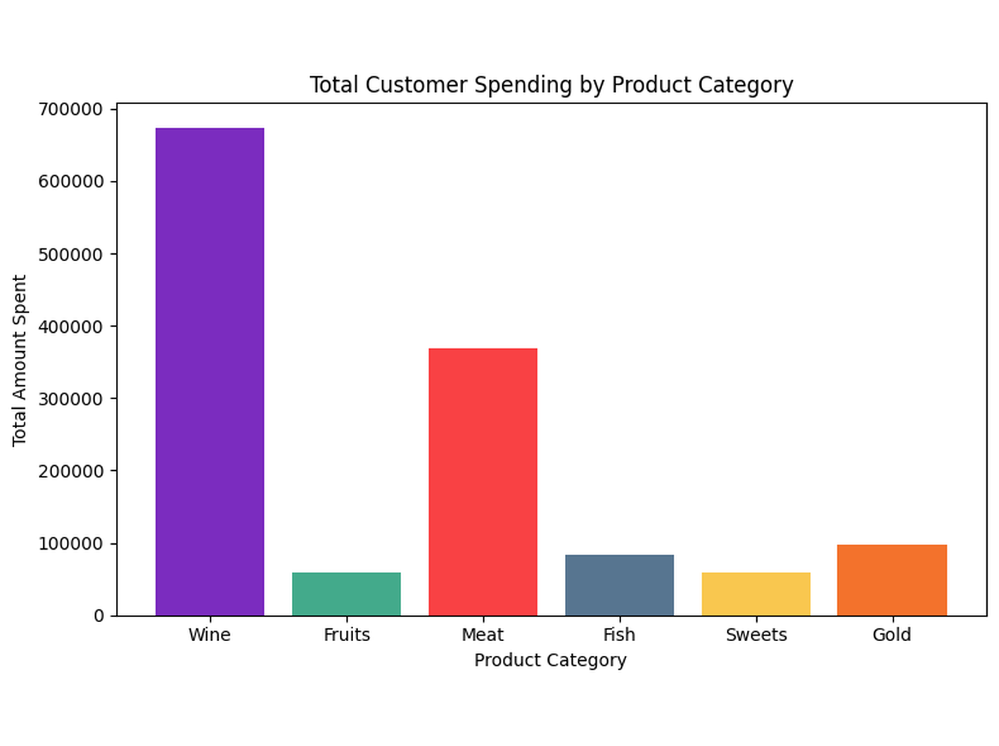 Total Customer Spending by Product Category
700000
600000
500000
400000
300000
200000
100000
0
Total Amount Spent
Wine Fruits Meat Fish Sweets Gold
Product Category